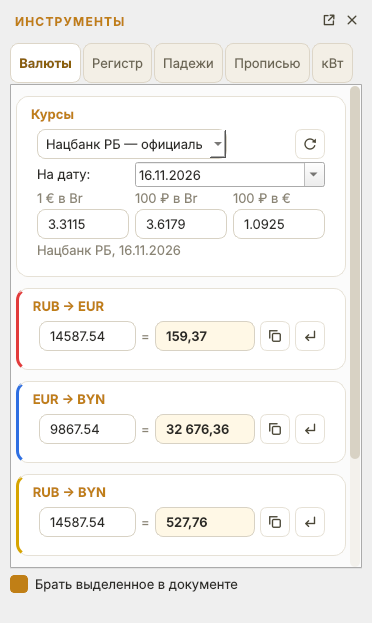 ИНСТРУМЕНТЫ
Валюты Регистр Падежи Прописью кВт
Курсы
Нацбанк РБ — официаль
На дату: 16.11.2026
1 € в Br 100 ₽ в Br 100 ₽ в €
3.3115 3.6179 1.0925
Нацбанк РБ, 16.11.2026
RUB → EUR
14587.54 = 159,37
EUR → BYN
9867.54 = 32 676,36
RUB → BYN
14587.54 = 527,76
Брать выделенное в документе